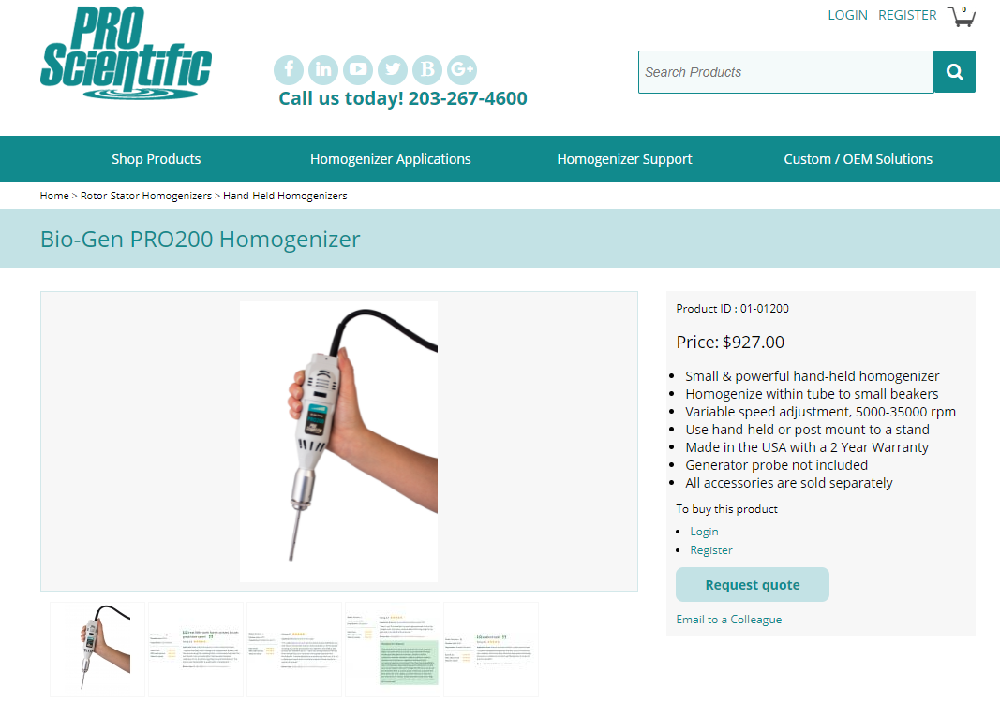 LOGIN REGISTER 0
PRO
Scientific
Call us today! 203-267-4600
Search Products
Shop Products Homogenizer Applications Homogenizer Support Custom / OEM Solutions
Home > Rotor-Stator Homogenizers > Hand-Held Homogenizers
Bio-Gen PRO200 Homogenizer
Product ID : 01-01200
Price: $927.00
Small & powerful hand-held homogenizer
Homogenize within tube to small beakers
Variable speed adjustment, 5000-35000 rpm
Use hand-held or post mount to a stand
Made in the USA with a 2 Year Warranty
Generator probe not included
All accessories are sold separately
To buy this product
Login
Register
Request quote
Email to a Colleague